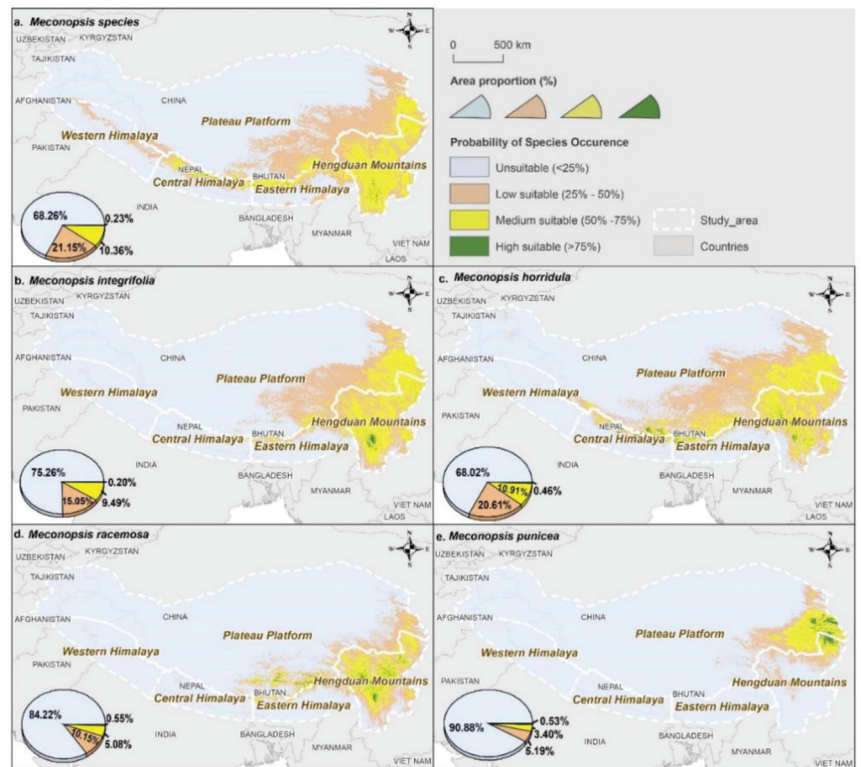 a. Meconopsis species
N
W E
S
UZBEKISTAN
KYRGYZSTAN
TAJIKISTAN
AFGHANISTAN
CHINA
Plateau Platform
Western Himalaya
PAKISTAN
Hengduan Mountains
NEPAL
Central Himalaya
BHUTAN
Eastern Himalaya
INDIA
BANGLADESH
MYANMAR
VIET NAM
LAOS
68.26%
0.23%
21.15%
10.36%
0 500 km
Area proportion (%)
Probability of Species Occurence
Unsuitable (<25%)
Low suitable (25% - 50%)
Medium suitable (50% -75%)
High suitable (>75%)
Study_area
Countries
b. Meconopsis integrifolia
N
W E
S
UZBEKISTAN
KYRGYZSTAN
TAJIKISTAN
AFGHANISTAN
CHINA
Plateau Platform
Western Himalaya
PAKISTAN
Hengduan Mountains
NEPAL
Central Himalaya
BHUTAN
Eastern Himalaya
INDIA
BANGLADESH
MYANMAR
VIET NAM
LAOS
75.26%
0.20%
15.05%
9.49%
c. Meconopsis horridula
N
W E
S
UZBEKISTAN
KYRGYZSTAN
TAJIKISTAN
AFGHANISTAN
CHINA
Plateau Platform
Western Himalaya
PAKISTAN
Hengduan Mountains
NEPAL
Central Himalaya
BHUTAN
Eastern Himalaya
INDIA
BANGLADESH
MYANMAR
VIET NAM
LAOS
68.02%
10.91%
0.46%
20.61%
d. Meconopsis racemosa
N
W E
S
UZBEKISTAN
KYRGYZSTAN
TAJIKISTAN
AFGHANISTAN
CHINA
Plateau Platform
Western Himalaya
PAKISTAN
Hengduan Mountains
NEPAL
Central Himalaya
BHUTAN
Eastern Himalaya
INDIA
BANGLADESH
MYANMAR
VIET NAM
84.22%
0.55%
10.15%
5.08%
e. Meconopsis punicea
N
W E
S
UZBEKISTAN
KYRGYZSTAN
TAJIKISTAN
AFGHANISTAN
CHINA
Plateau Platform
Western Himalaya
PAKISTAN
Hengduan Mountains
NEPAL
Central Himalaya
BHUTAN
Eastern Himalaya
INDIA
BANGLADESH
MYANMAR
VIET NAM
90.88%
0.53%
3.40%
5.19%